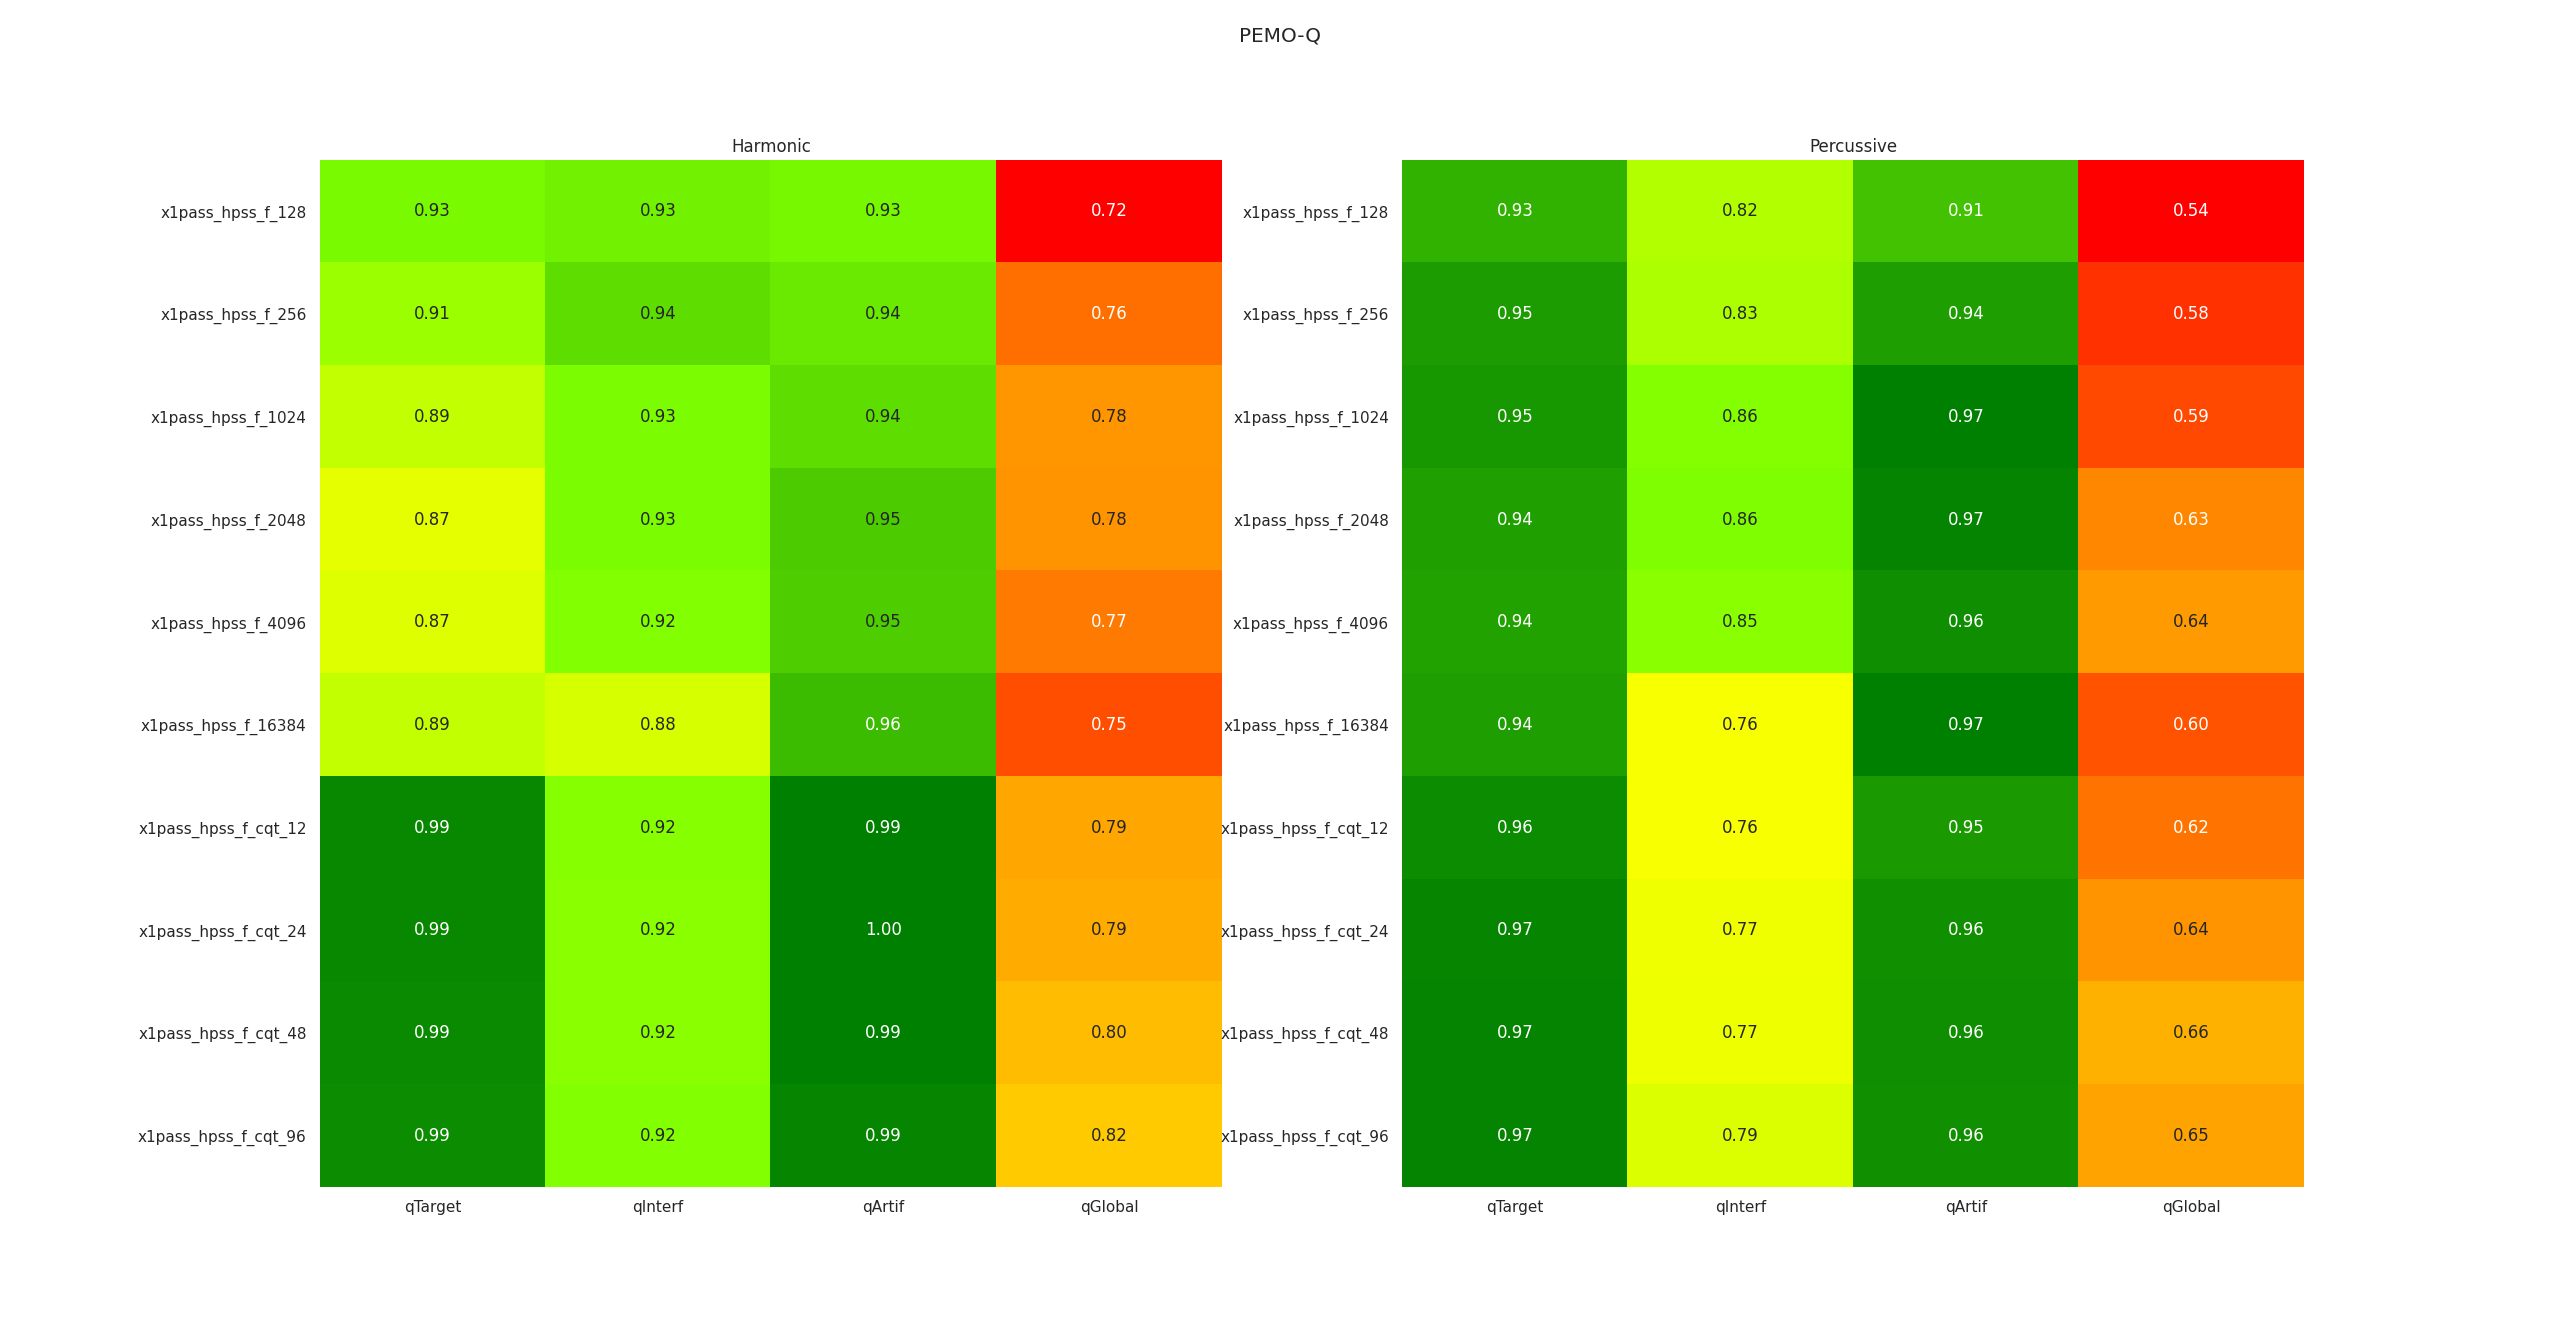 PEMO-Q
Harmonic
x1pass_hpss_f_128 0.93 0.93 0.93 0.72
x1pass_hpss_f_256 0.91 0.94 0.94 0.76
x1pass_hpss_f_1024 0.89 0.93 0.94 0.78
x1pass_hpss_f_2048 0.87 0.93 0.95 0.78
x1pass_hpss_f_4096 0.87 0.92 0.95 0.77
x1pass_hpss_f_16384 0.89 0.88 0.96 0.75
x1pass_hpss_f_cqt_12 0.99 0.92 0.99 0.79
x1pass_hpss_f_cqt_24 0.99 0.92 1.00 0.79
x1pass_hpss_f_cqt_48 0.99 0.92 0.99 0.80
x1pass_hpss_f_cqt_96 0.99 0.92 0.99 0.82
qTarget qInterf qArtif qGlobal
Percussive
x1pass_hpss_f_128 0.93 0.82 0.91 0.54
x1pass_hpss_f_256 0.95 0.83 0.94 0.58
x1pass_hpss_f_1024 0.95 0.86 0.97 0.59
x1pass_hpss_f_2048 0.94 0.86 0.97 0.63
x1pass_hpss_f_4096 0.94 0.85 0.96 0.64
x1pass_hpss_f_16384 0.94 0.76 0.97 0.60
x1pass_hpss_f_cqt_12 0.96 0.76 0.95 0.62
x1pass_hpss_f_cqt_24 0.97 0.77 0.96 0.64
x1pass_hpss_f_cqt_48 0.97 0.77 0.96 0.66
x1pass_hpss_f_cqt_96 0.97 0.79 0.96 0.65
qTarget qInterf qArtif qGlobal